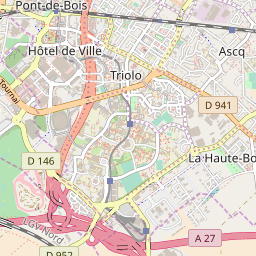 Pont-de-Bois
Hôtel de Ville
Ascq
Triolo
Tournai
D 941
D 146
La Haute-Bo
LGV Nord
A 27
D 952